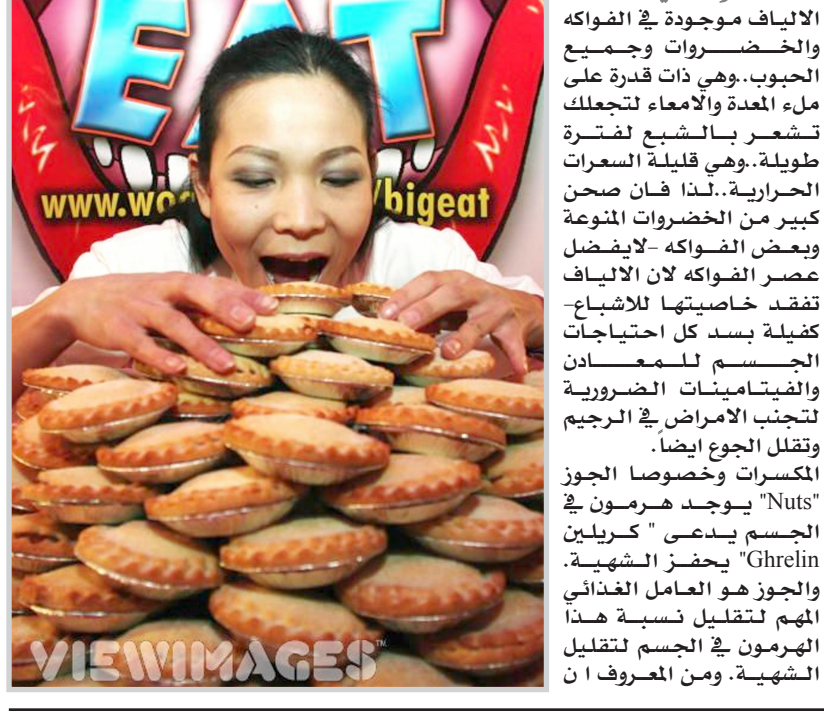 EAT
www.wo /bigeat
VIEWIMAGES™
الالياف موجودة في الفواكه
والخضروات وجميع
الحبوب..وهي ذات قدرة على
ملء المعدة والامعاء لتجعلك
تشعر بالشبع لفترة
طويلة..وهي قليلة السعرات
الحرارية..لذا فان صحن
كبير من الخضروات المنوعة
وبعض الفواكه -لايفضل
عصر الفواكه لان الالياف
تفقد خاصيتها للاشباع-
كفيلة بسد كل احتياجات
الجسم للمعادن
والفيتامينات الضرورية
لتجنب الامراض في الرجيم
وتقلل الجوع ايضاً.
المكسرات وخصوصا الجوز
"Nuts" يوجد هرمون في
الجسم يدعى " كريلين
Ghrelin" يحفز الشهية.
والجوز هو العامل الغذائي
المهم لتقليل نسبة هذا
الهرمون في الجسم لتقليل
الشهية. ومن المعروف ا ن